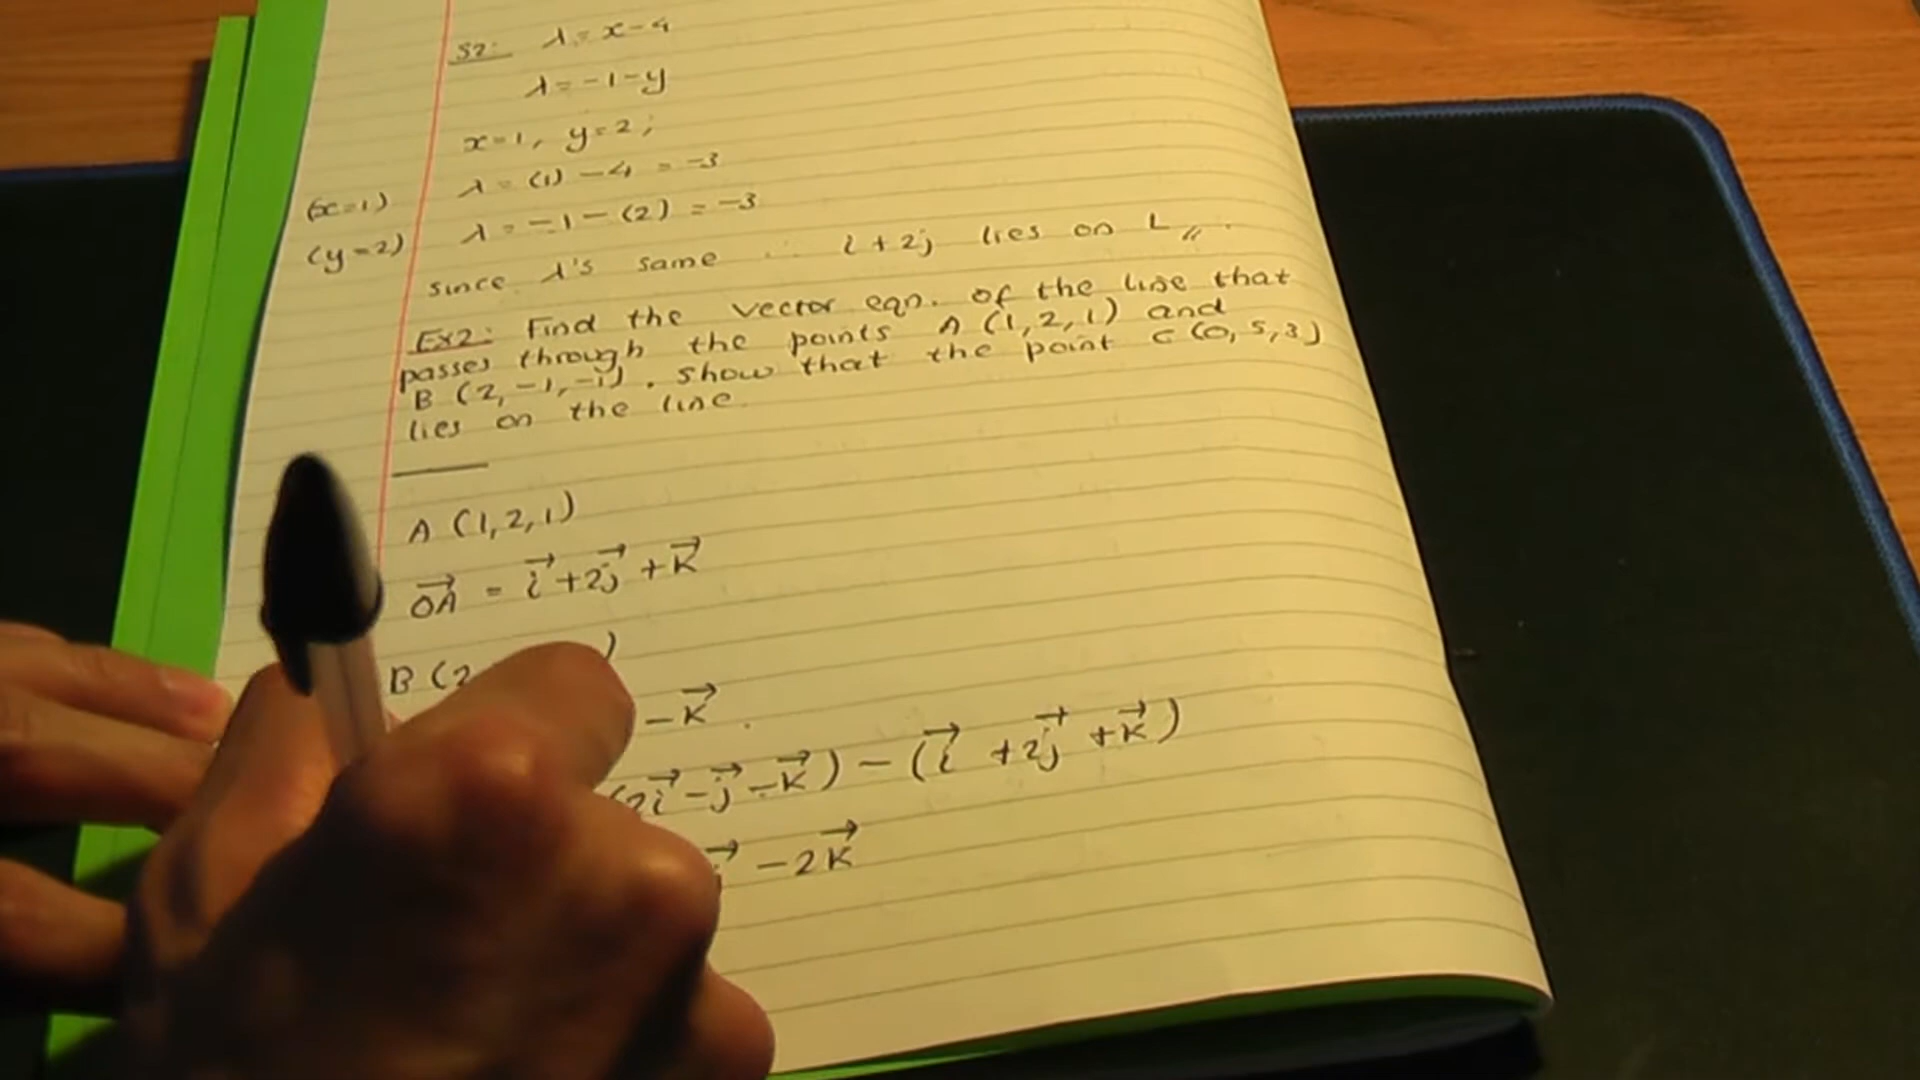 S2: λ = x - 4
λ = -1 - y
x = 1, y = 2;
(x=1) λ = (1) - 4 = -3
(y=2) λ = -1 - (2) = -3
since λ's same ∴ i + 2j lies on L //.
Ex2: Find the vector eqn. of the line that
passes through the points A (1, 2, 1) and
B (2, -1, -1). Show that the point C (0, 5, 3)
lies on the line.
A (1, 2, 1)
OA→ = i→ + 2j→ + K→
B (2 )
- K→.
(2i→ - j→ - K→) - (i→ + 2j→ + K→)
- 2K→